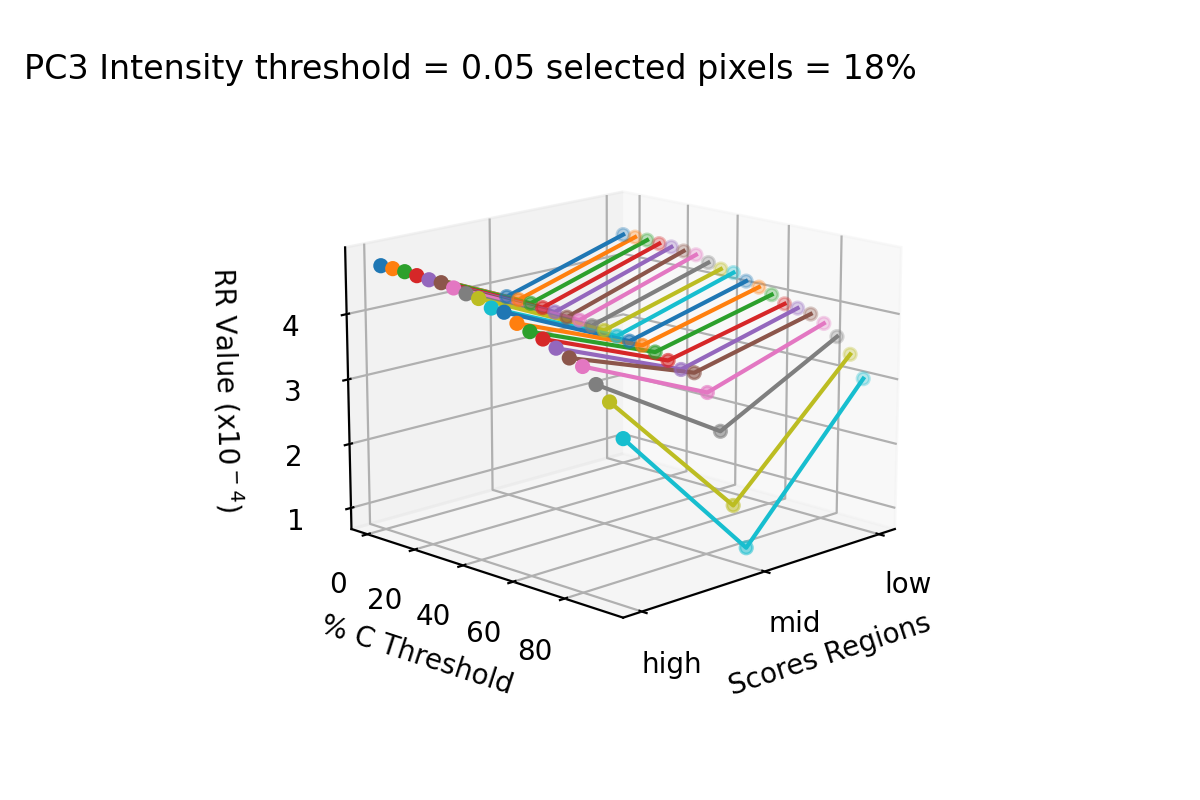 PC3 Intensity threshold = 0.05 selected pixels = 18%
RR Value (x10⁻⁴)
4
3
2
1
0
20
40
60
80
% C Threshold
high
mid
low
Scores Regions